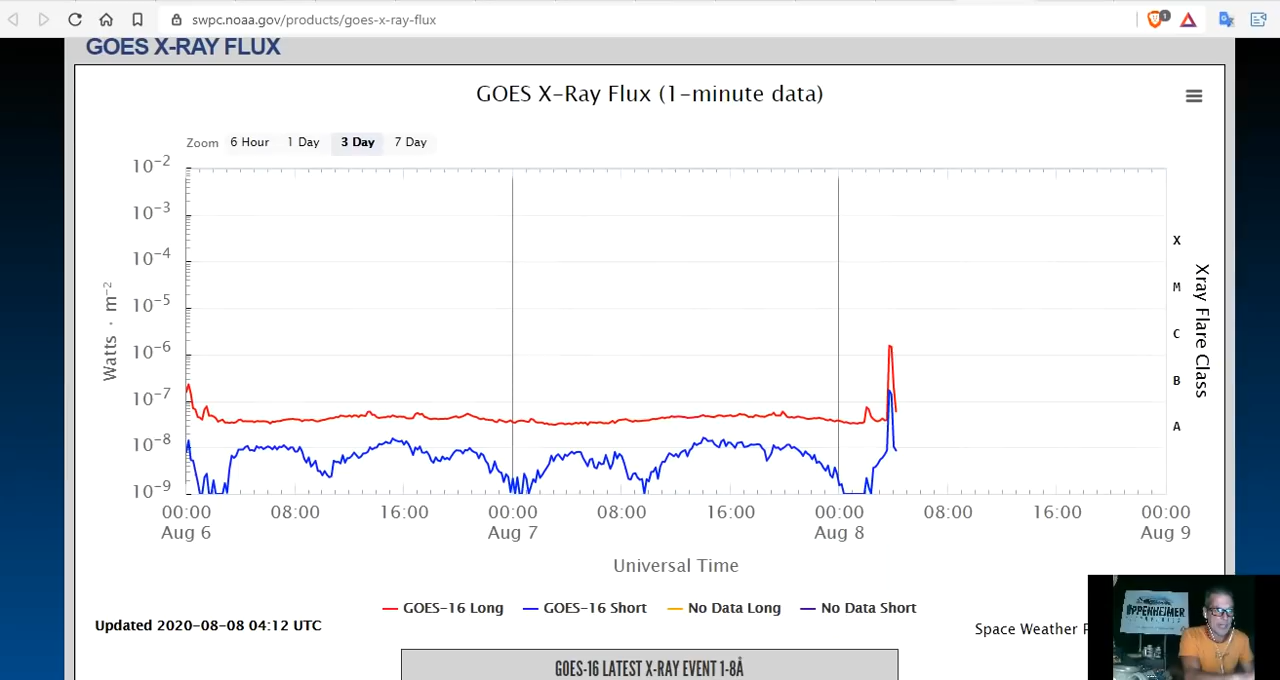 swpc.noaa.gov/products/goes-x-ray-flux
1
GOES X-RAY FLUX
GOES X-Ray Flux (1-minute data)
Zoom 6 Hour 1 Day 3 Day 7 Day
10-2
10-3
10-4
10-5
10-6
10-7
10-8
10-9
Watts · m-2
X
M
C
B
A
Xray Flare Class
00:00 08:00 16:00 00:00 08:00 16:00 00:00 08:00 16:00 00:00
Aug 6 Aug 7 Aug 8 Aug 9
Universal Time
GOES-16 Long GOES-16 Short No Data Long No Data Short
Updated 2020-08-08 04:12 UTC
Space Weather
OPPENHEIMER
GOES-16 LATEST X-RAY EVENT 1-8Å